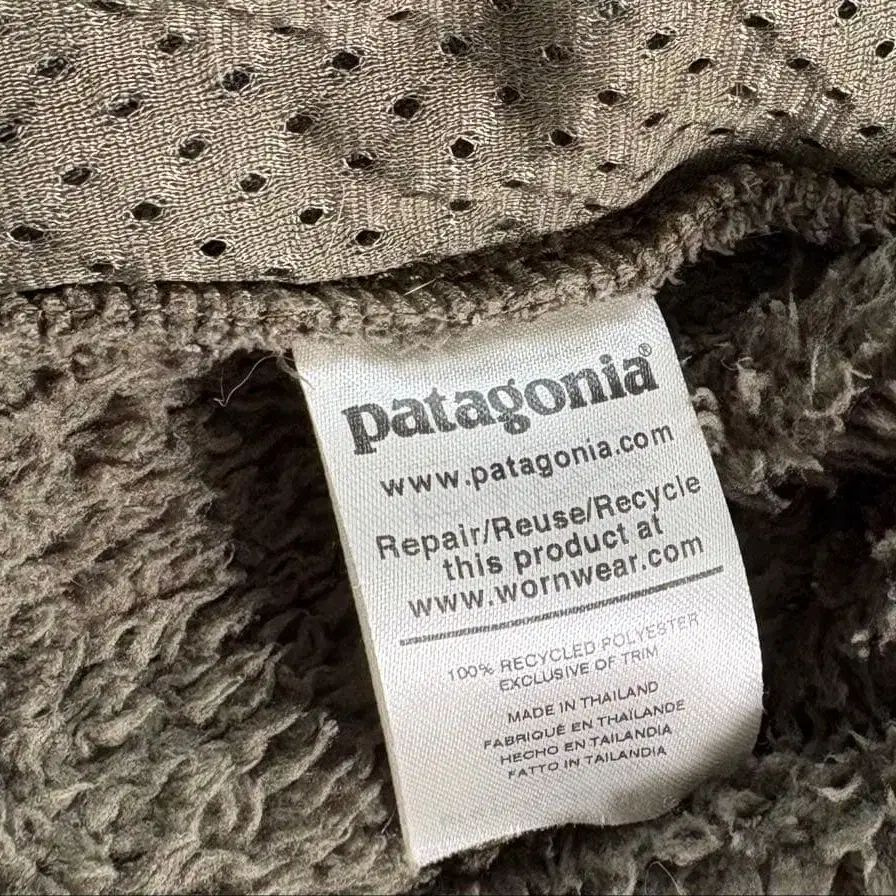 patagonia®
www.patagonia.com
Repair/Reuse/Recycle
this product at
www.wornwear.com
100% RECYCLED POLYESTER
EXCLUSIVE OF TRIM
MADE IN THAILAND
FABRIQUÉ EN THAÏLANDE
HECHO EN TAILANDIA
FATTO IN TAILANDIA